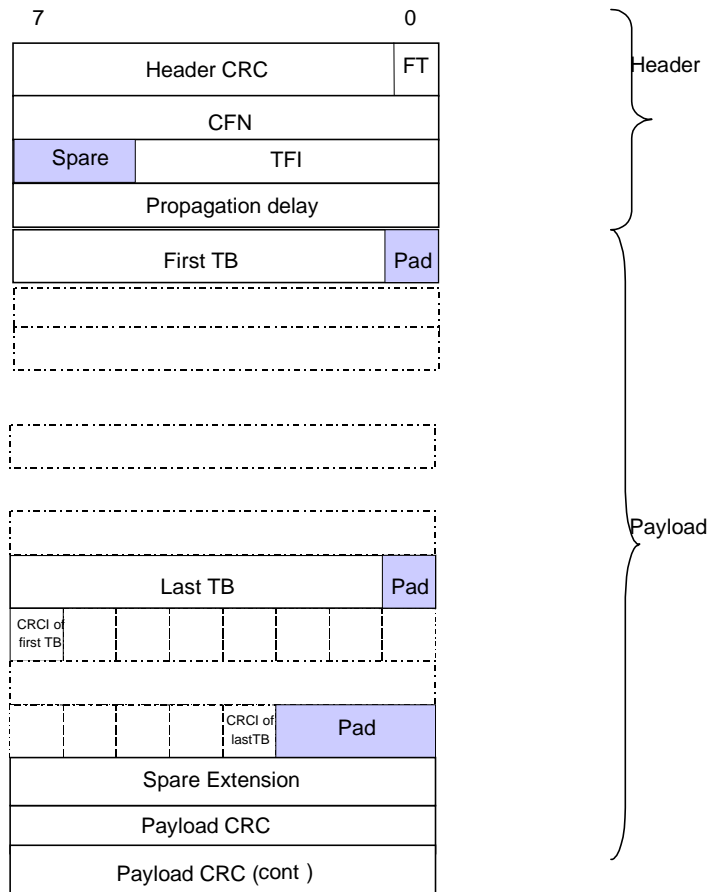 7 0
Header CRC FT
Header
CFN
Spare TFI
Propagation delay
First TB Pad
Payload
Last TB Pad
CRCI of
first TB
CRCI of
lastTB
Pad
Spare Extension
Payload CRC
Payload CRC (cont )